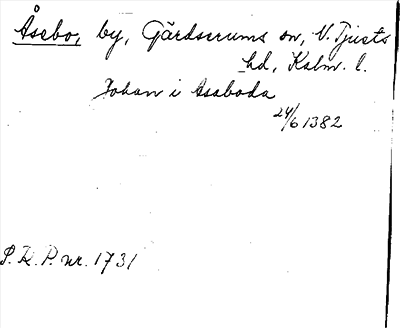 Åsebo, by, Gärdserums sn, N. Tjusts
hd, Kalm. l.
Johan i Asaboda
24/6 1382
S. R. P. nr. 1731